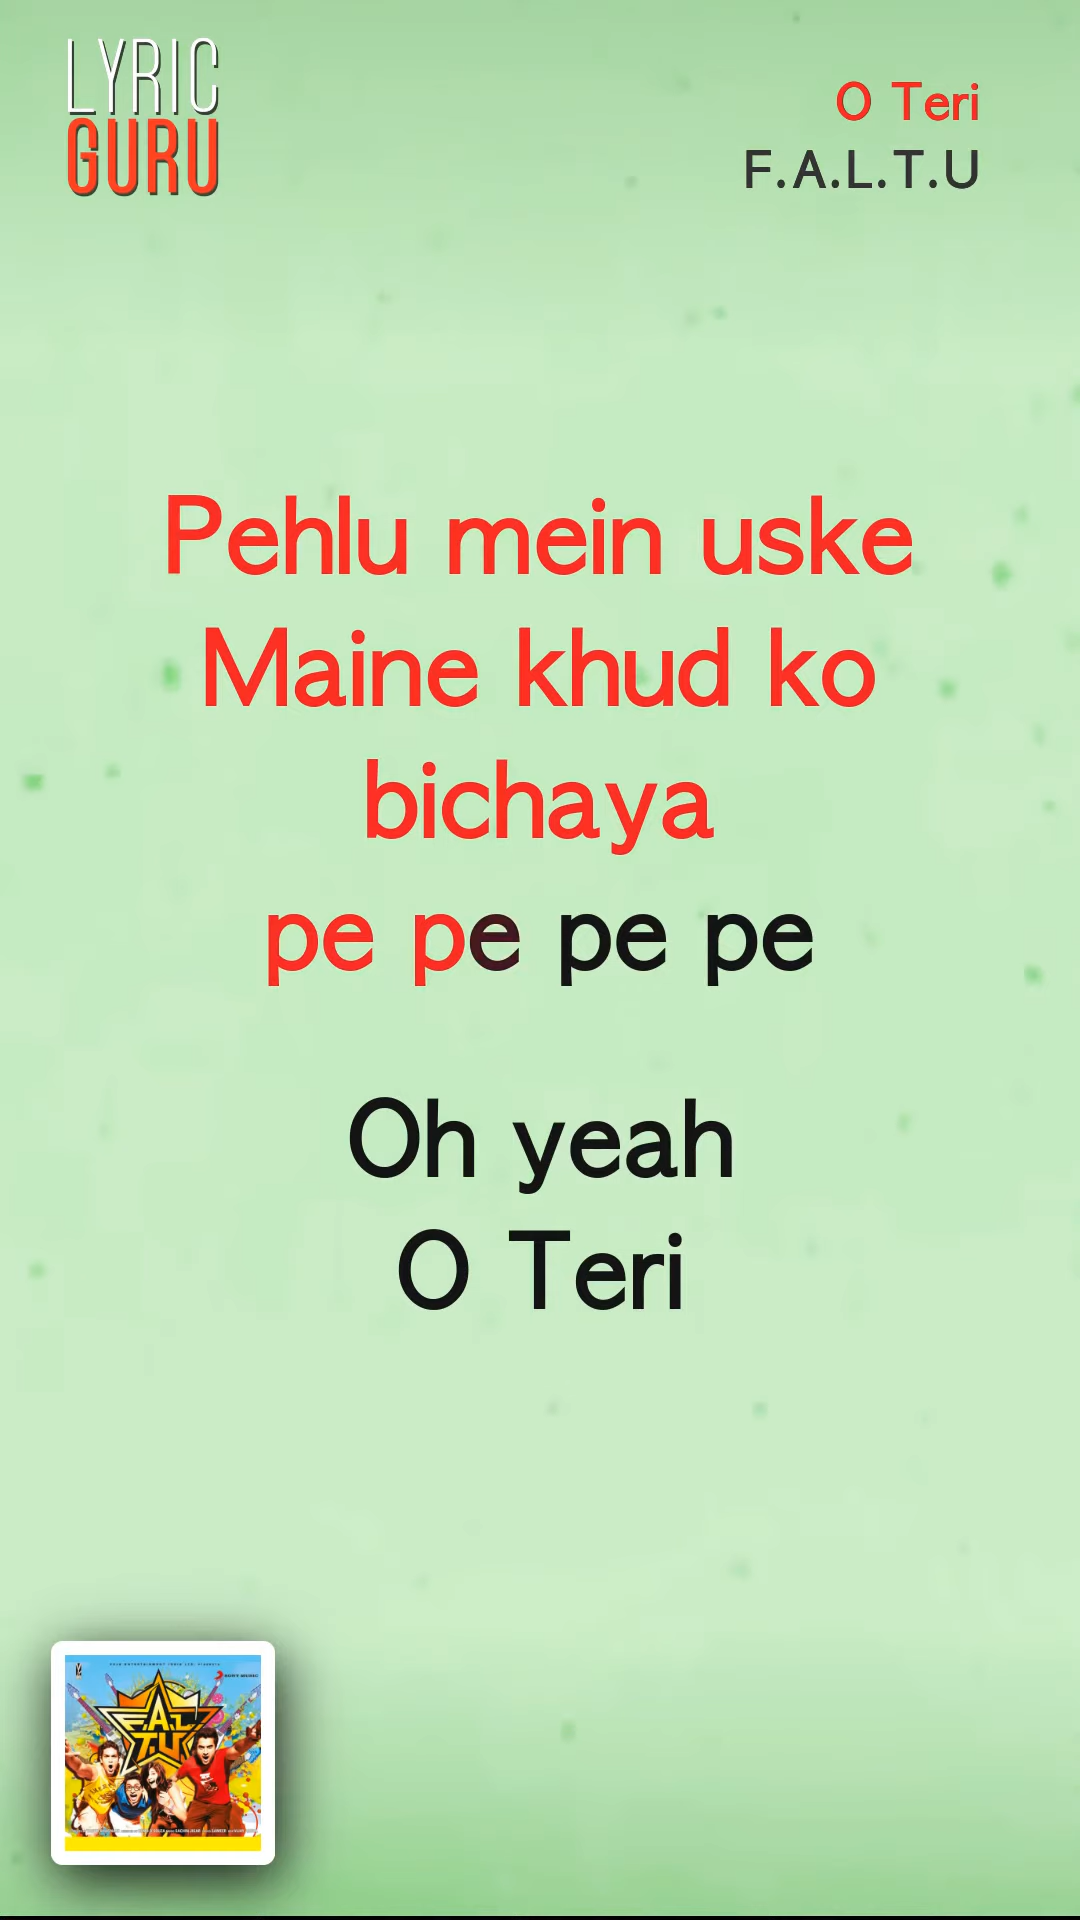 LYRIC
GURU
O Teri
F.A.L.T.U
Pehlu mein uske
Maine khud ko
bichaya
pe pe pe pe
Oh yeah
O Teri
F.A.L
T.U